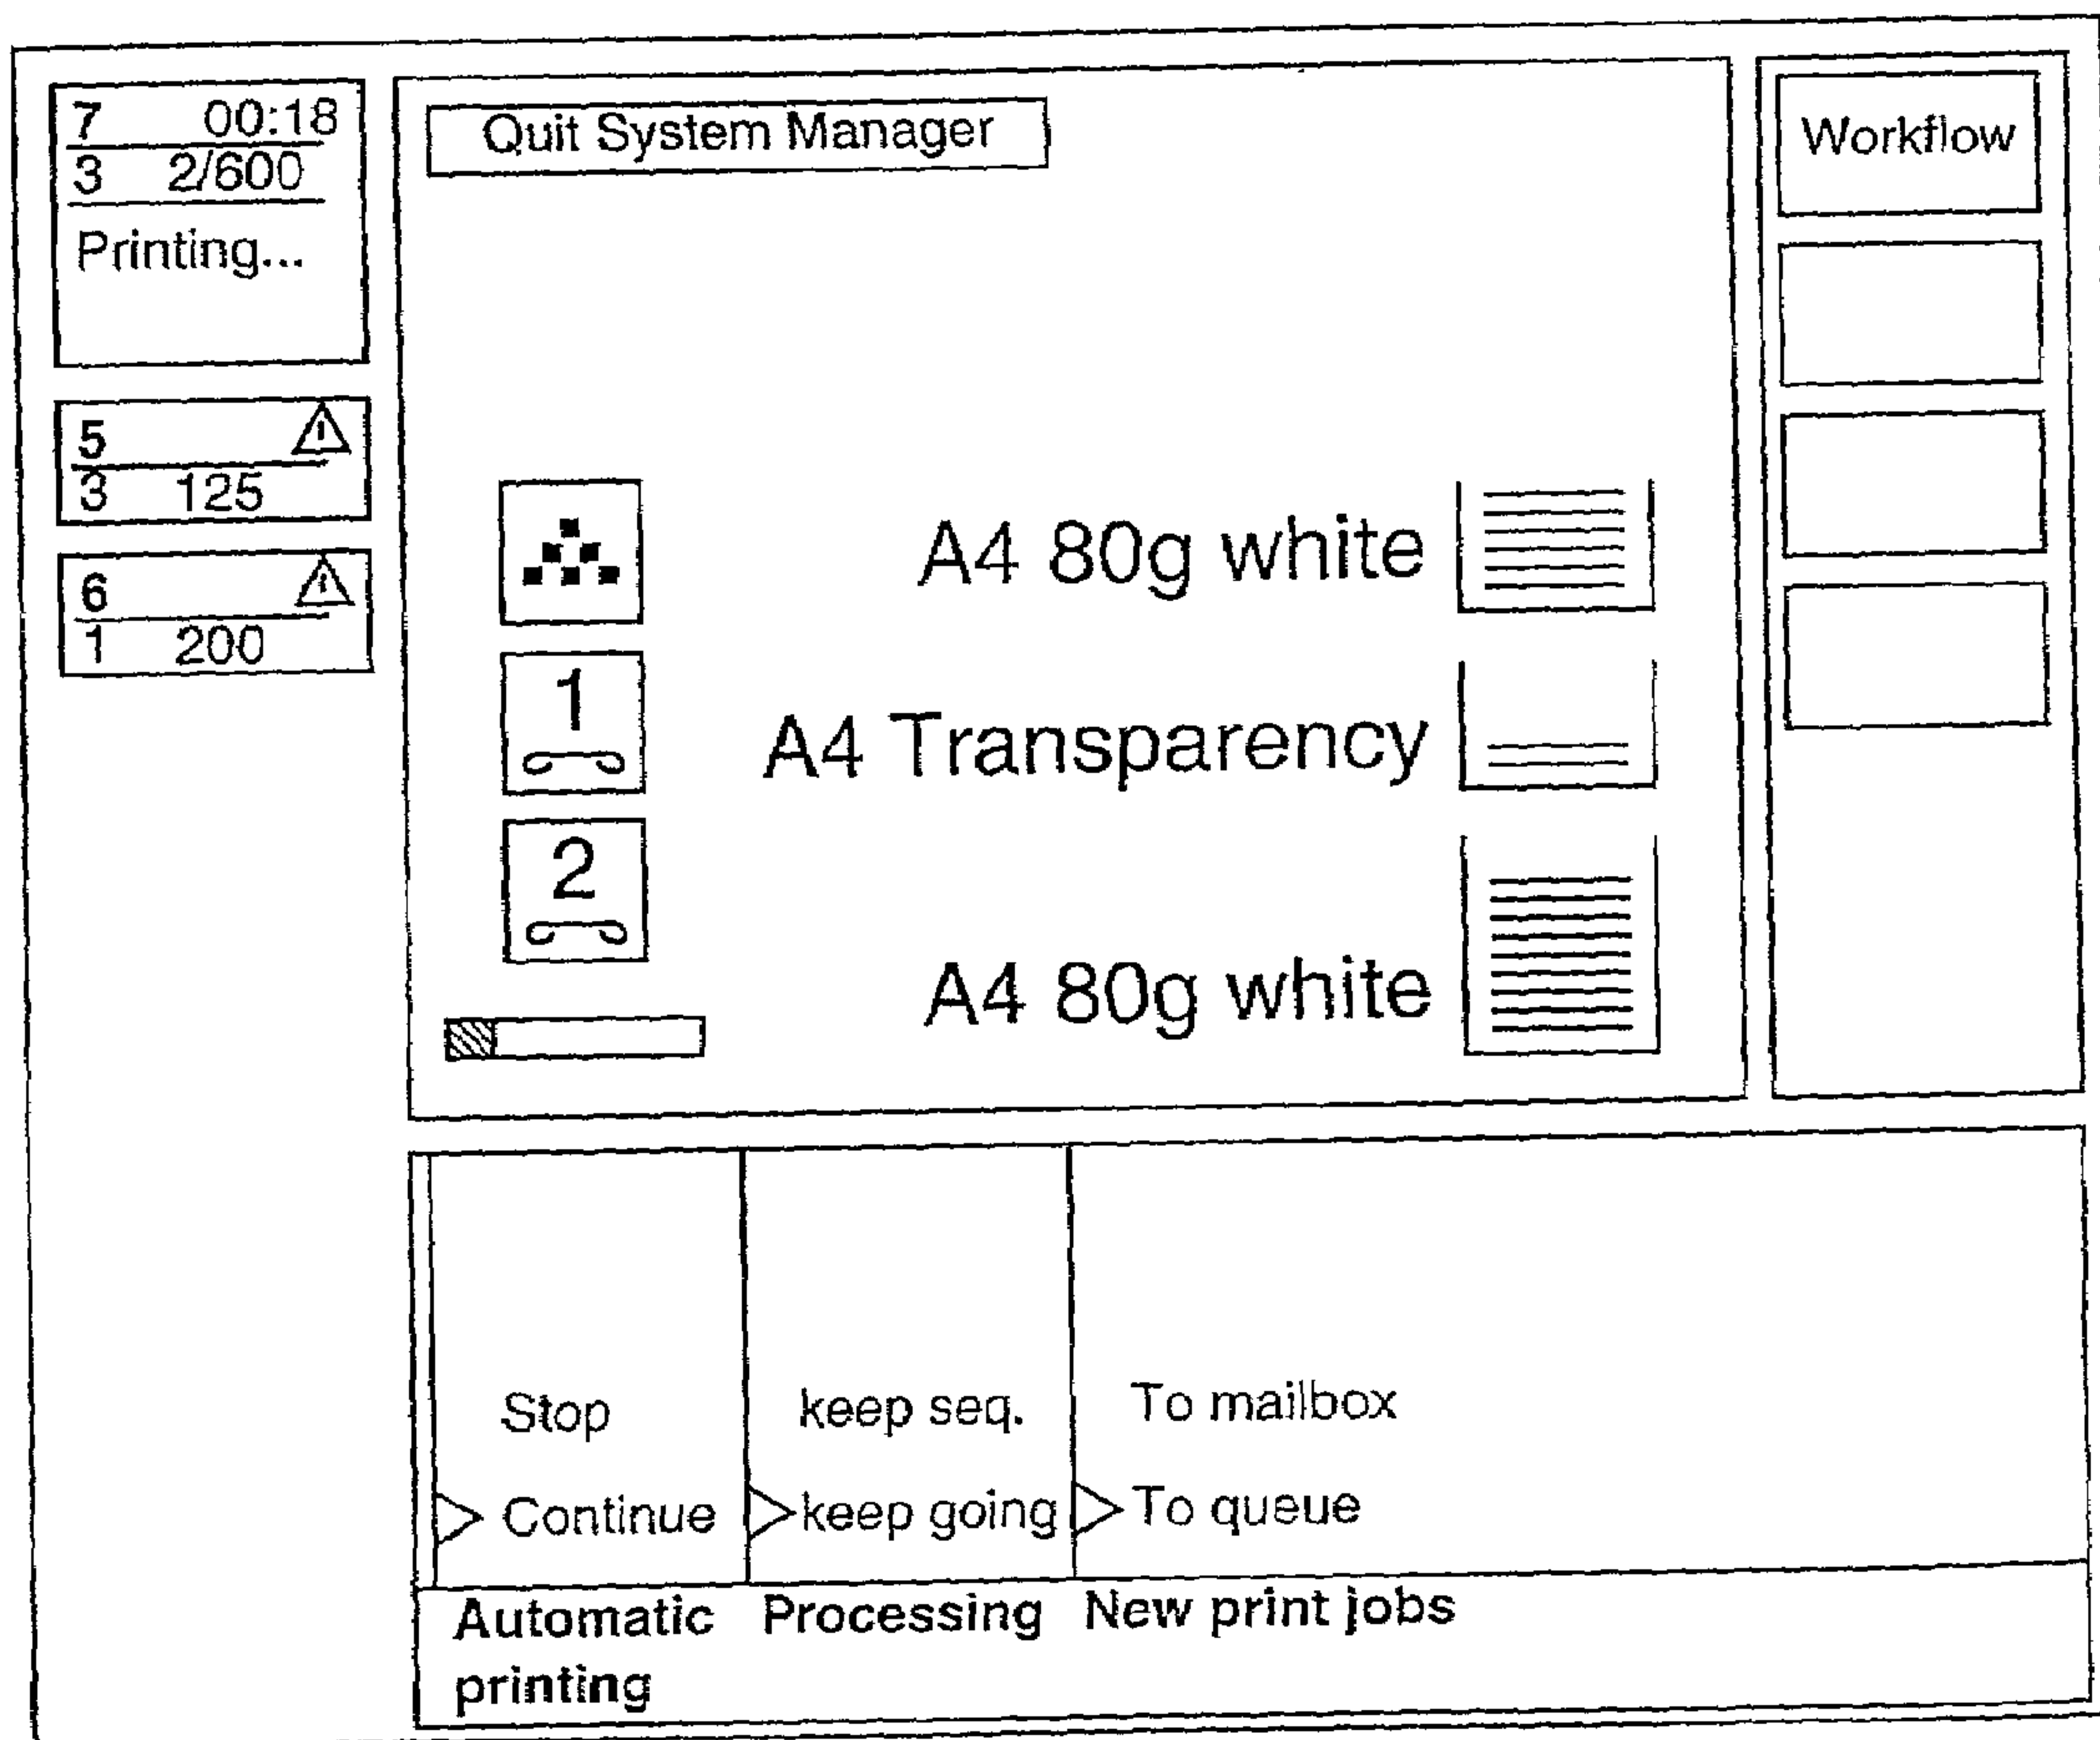 7 00:18
3 2/600
Printing...
5
3 125
6
1 200
Quit System Manager
A4 80g white
1
A4 Transparency
2
A4 80g white
Workflow
Stop keep seq. To mailbox
Continue keep going To queue
Automatic Processing New print jobs
printing